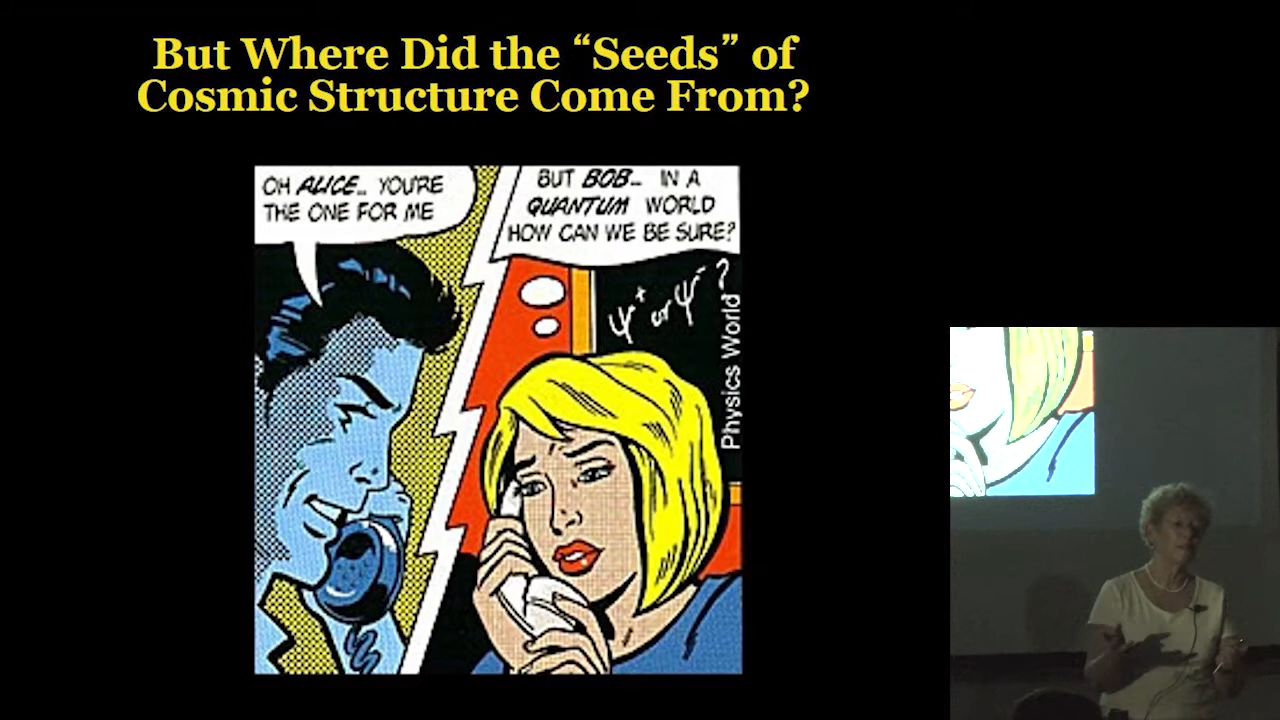 But Where Did the “Seeds” of
Cosmic Structure Come From?
OH ALICE... YOU'RE
THE ONE FOR ME
BUT BOB... IN A
QUANTUM WORLD
HOW CAN WE BE SURE?
Ψ⁺ or Ψ⁻ ?
Physics World